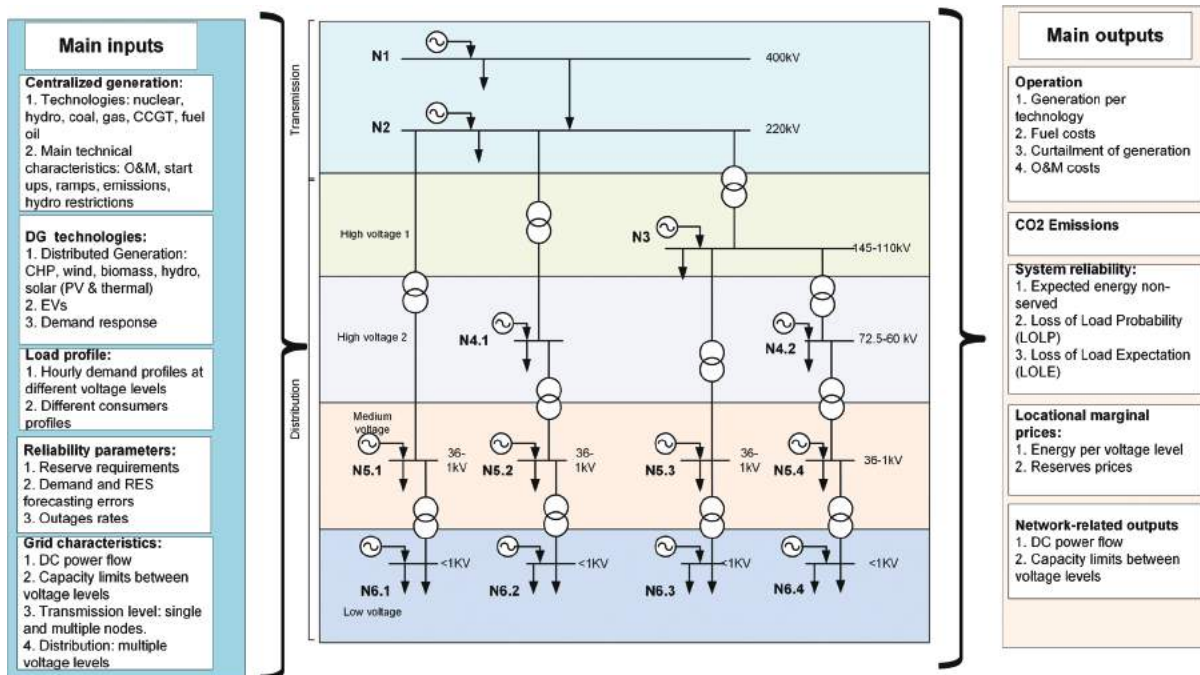 Main inputs
Centralized generation:
1. Technologies: nuclear,
hydro, coal, gas, CCGT, fuel
oil
2. Main technical
characteristics: O&M, start
ups, ramps, emissions,
hydro restrictions
DG technologies:
1. Distributed Generation:
CHP, wind, biomass, hydro,
solar (PV & thermal)
2. EVs
3. Demand response
Load profile:
1. Hourly demand profiles at
different voltage levels
2. Different consumers
profiles
Reliability parameters:
1. Reserve requirements
2. Demand and RES
forecasting errors
3. Outages rates
Grid characteristics:
1. DC power flow
2. Capacity limits between
voltage levels
3. Transmission level: single
and multiple nodes.
4. Distribution: multiple
voltage levels
Transmission
Distribution
N1
400kV
N2
220kV
High voltage 1
N3
145-110kV
High voltage 2
N4.1
N4.2
72.5-60 kV
Medium
voltage
N5.1
36-
1kV
N5.2
36-
1kV
N5.3
36-
1kV
N5.4
36-1kV
N6.1
<1KV
N6.2
<1KV
N6.3
<1KV
N6.4
<1KV
Low voltage
Main outputs
Operation
1. Generation per
technology
2. Fuel costs
3. Curtailment of generation
4. O&M costs
CO2 Emissions
System reliability:
1. Expected energy non-
served
2. Loss of Load Probability
(LOLP)
3. Loss of Load Expectation
(LOLE)
Locational marginal
prices:
1. Energy per voltage level
2. Reserves prices
Network-related outputs
1. DC power flow
2. Capacity limits between
voltage levels